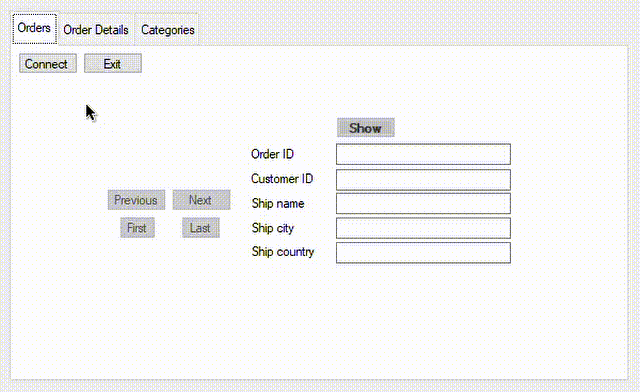 Orders Order Details Categories
Connect Exit
Show
Order ID
Customer ID
Previous Next Ship name
First Last Ship city
Ship country